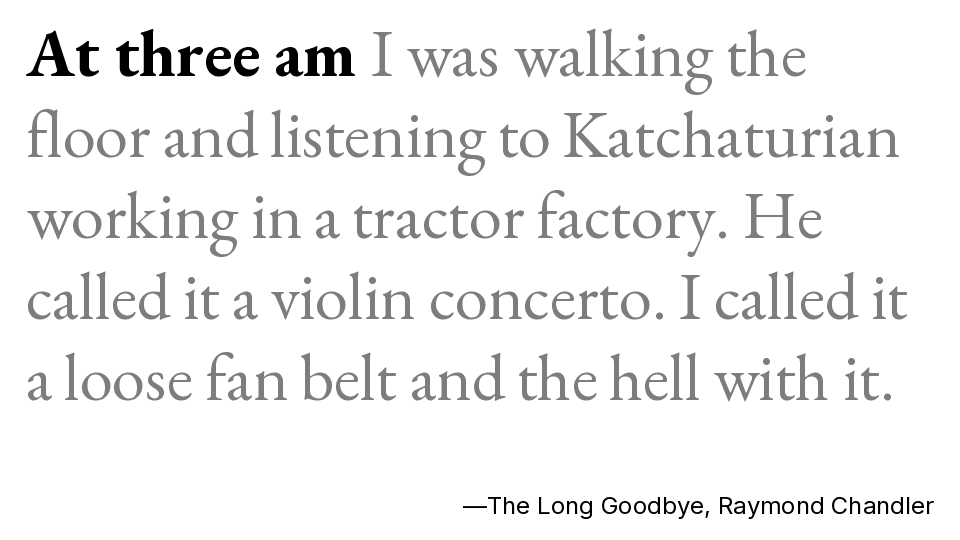 At three am I was walking the
floor and listening to Katchaturian
working in a tractor factory. He
called it a violin concerto. I called it
a loose fan belt and the hell with it.
—The Long Goodbye, Raymond Chandler